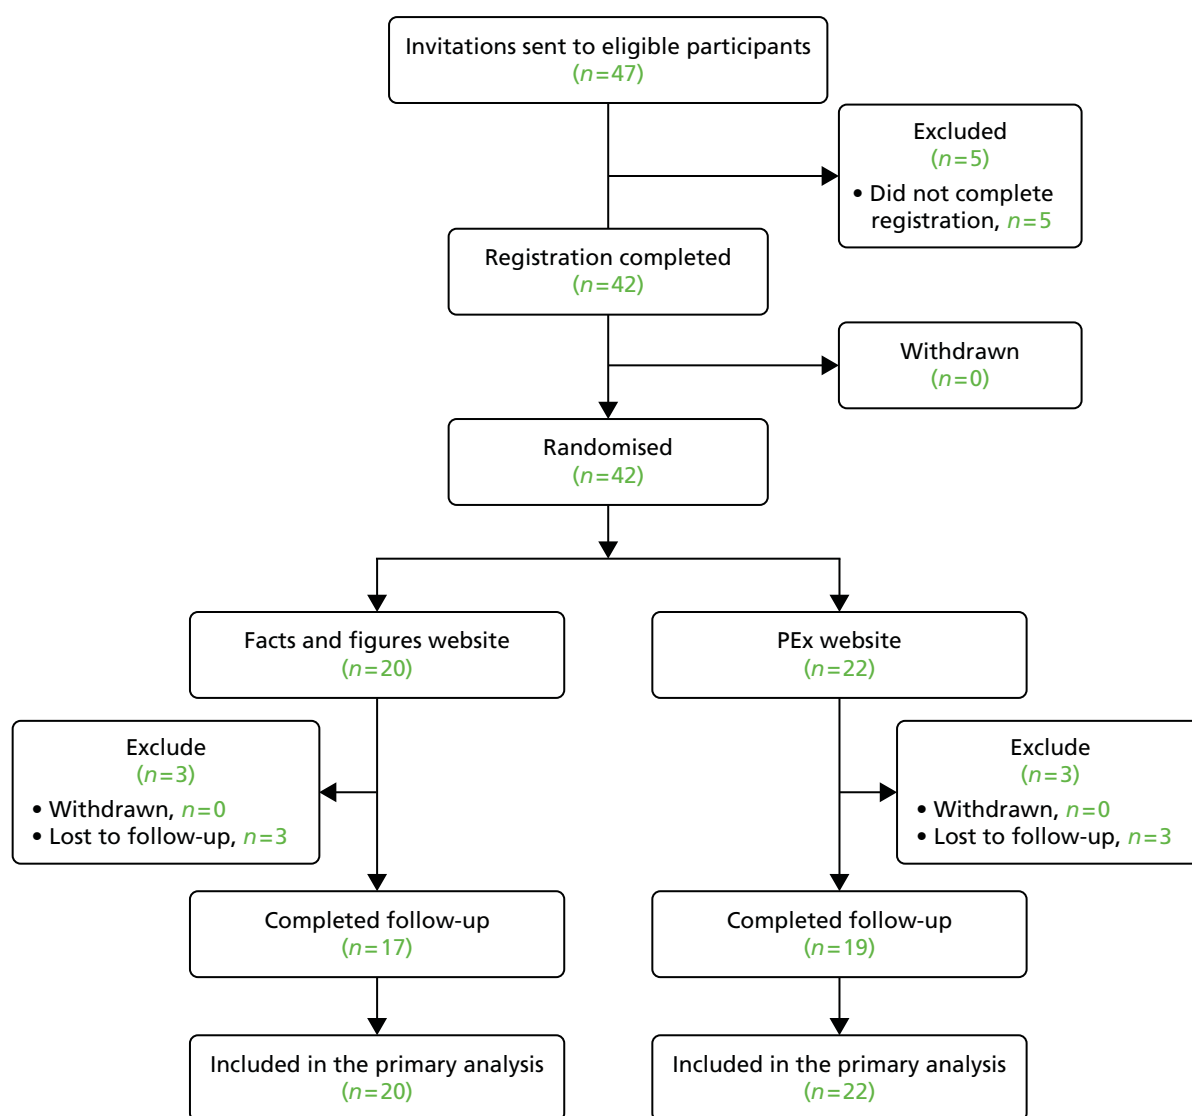 Invitations sent to eligible participants
(n=47)
Excluded
(n=5)
• Did not complete
registration, n=5
Registration completed
(n=42)
Withdrawn
(n=0)
Randomised
(n=42)
Facts and figures website
(n=20)
PEx website
(n=22)
Exclude
(n=3)
• Withdrawn, n=0
• Lost to follow-up, n=3
Exclude
(n=3)
• Withdrawn, n=0
• Lost to follow-up, n=3
Completed follow-up
(n=17)
Completed follow-up
(n=19)
Included in the primary analysis
(n=20)
Included in the primary analysis
(n=22)